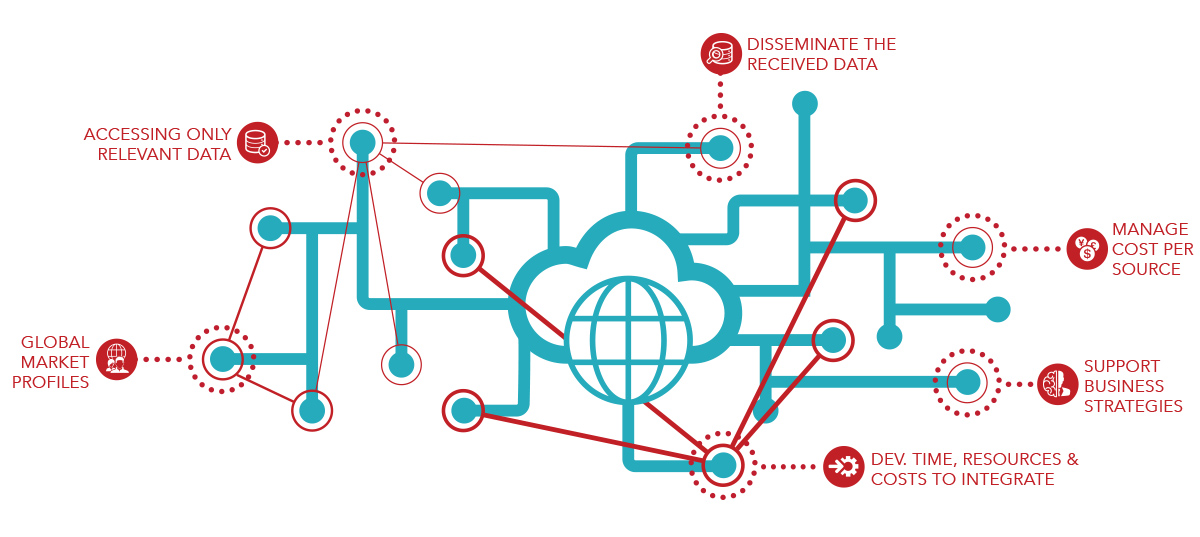 DISSEMINATE THE
RECEIVED DATA
ACCESSING ONLY
RELEVANT DATA
MANAGE
COST PER
SOURCE
GLOBAL
MARKET
PROFILES
SUPPORT
BUSINESS
STRATEGIES
DEV. TIME, RESOURCES &
COSTS TO INTEGRATE